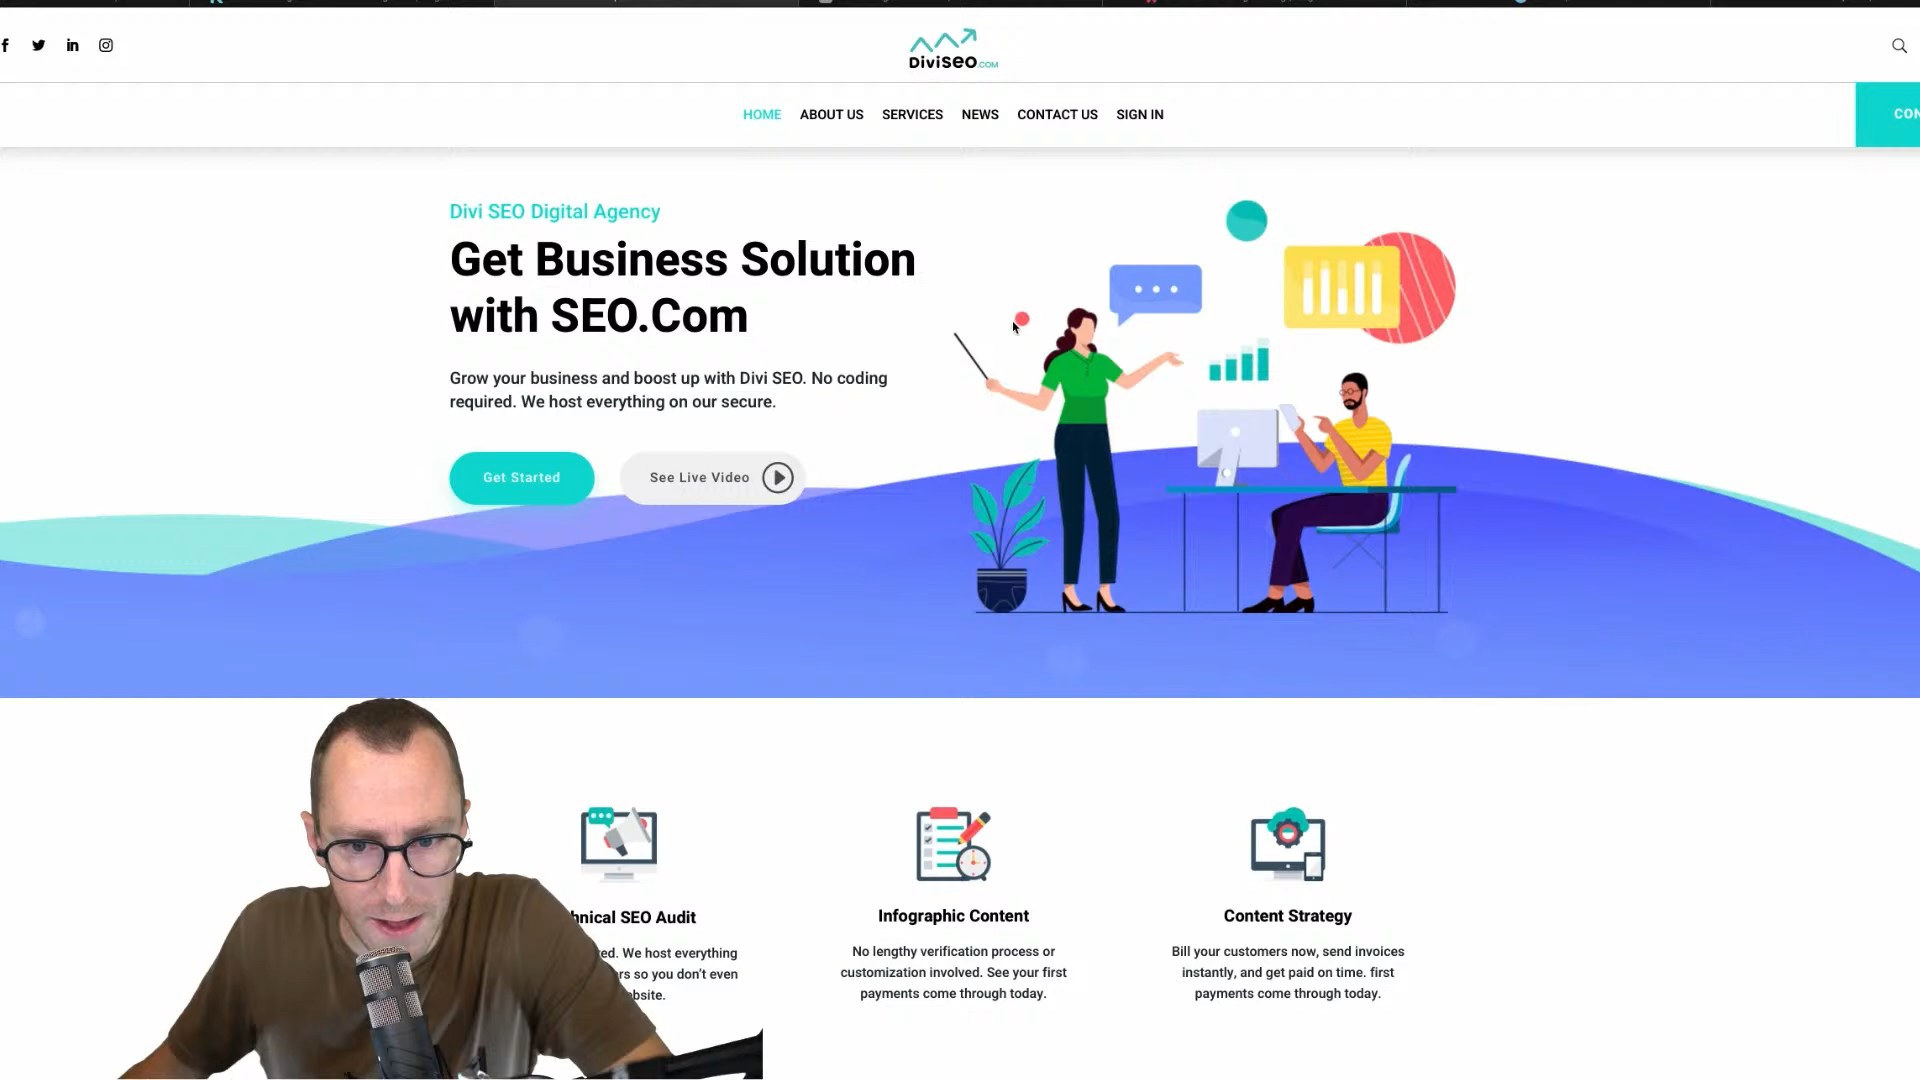 DiviSEO.COM
HOME ABOUT US SERVICES NEWS CONTACT US SIGN IN
CON
Divi SEO Digital Agency
Get Business Solution
with SEO.Com
Grow your business and boost up with Divi SEO. No coding
required. We host everything on our secure.
Get Started
See Live Video
hnical SEO Audit
red. We host everything
rs so you don't even
bsite.
Infographic Content
No lengthy verification process or
customization involved. See your first
payments come through today.
Content Strategy
Bill your customers now, send invoices
instantly, and get paid on time. first
payments come through today.